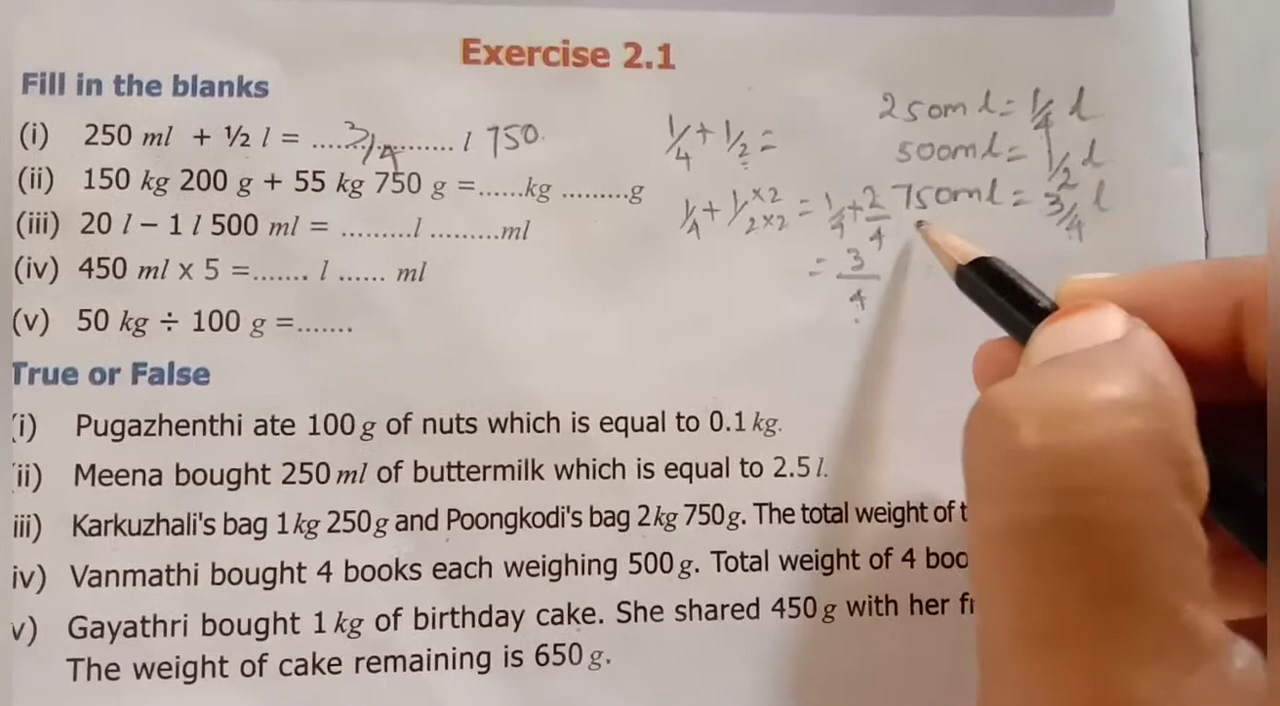 Exercise 2.1
Fill in the blanks
(i) 250 ml + ½ l = ....3/4.......... l 750.
(ii) 150 kg 200 g + 55 kg 750 g =......kg .........g
(iii) 20 l – 1 l 500 ml = .........l .........ml
(iv) 450 ml x 5 =....... l ...... ml
(v) 50 kg ÷ 100 g =.......
1/4 + 1/2 =
1/4 + 1/2 ×2 ×2 = 1/4 + 2/4
= 3/4
250ml = 1/4 l
500ml = 1/2 l
750ml = 3/4 l
True or False
(i) Pugazhenthi ate 100 g of nuts which is equal to 0.1 kg.
ii) Meena bought 250 ml of buttermilk which is equal to 2.5 l.
iii) Karkuzhali's bag 1 kg 250 g and Poongkodi's bag 2 kg 750 g. The total weight of
iv) Vanmathi bought 4 books each weighing 500 g. Total weight of 4 boo
v) Gayathri bought 1 kg of birthday cake. She shared 450 g with her
The weight of cake remaining is 650 g.